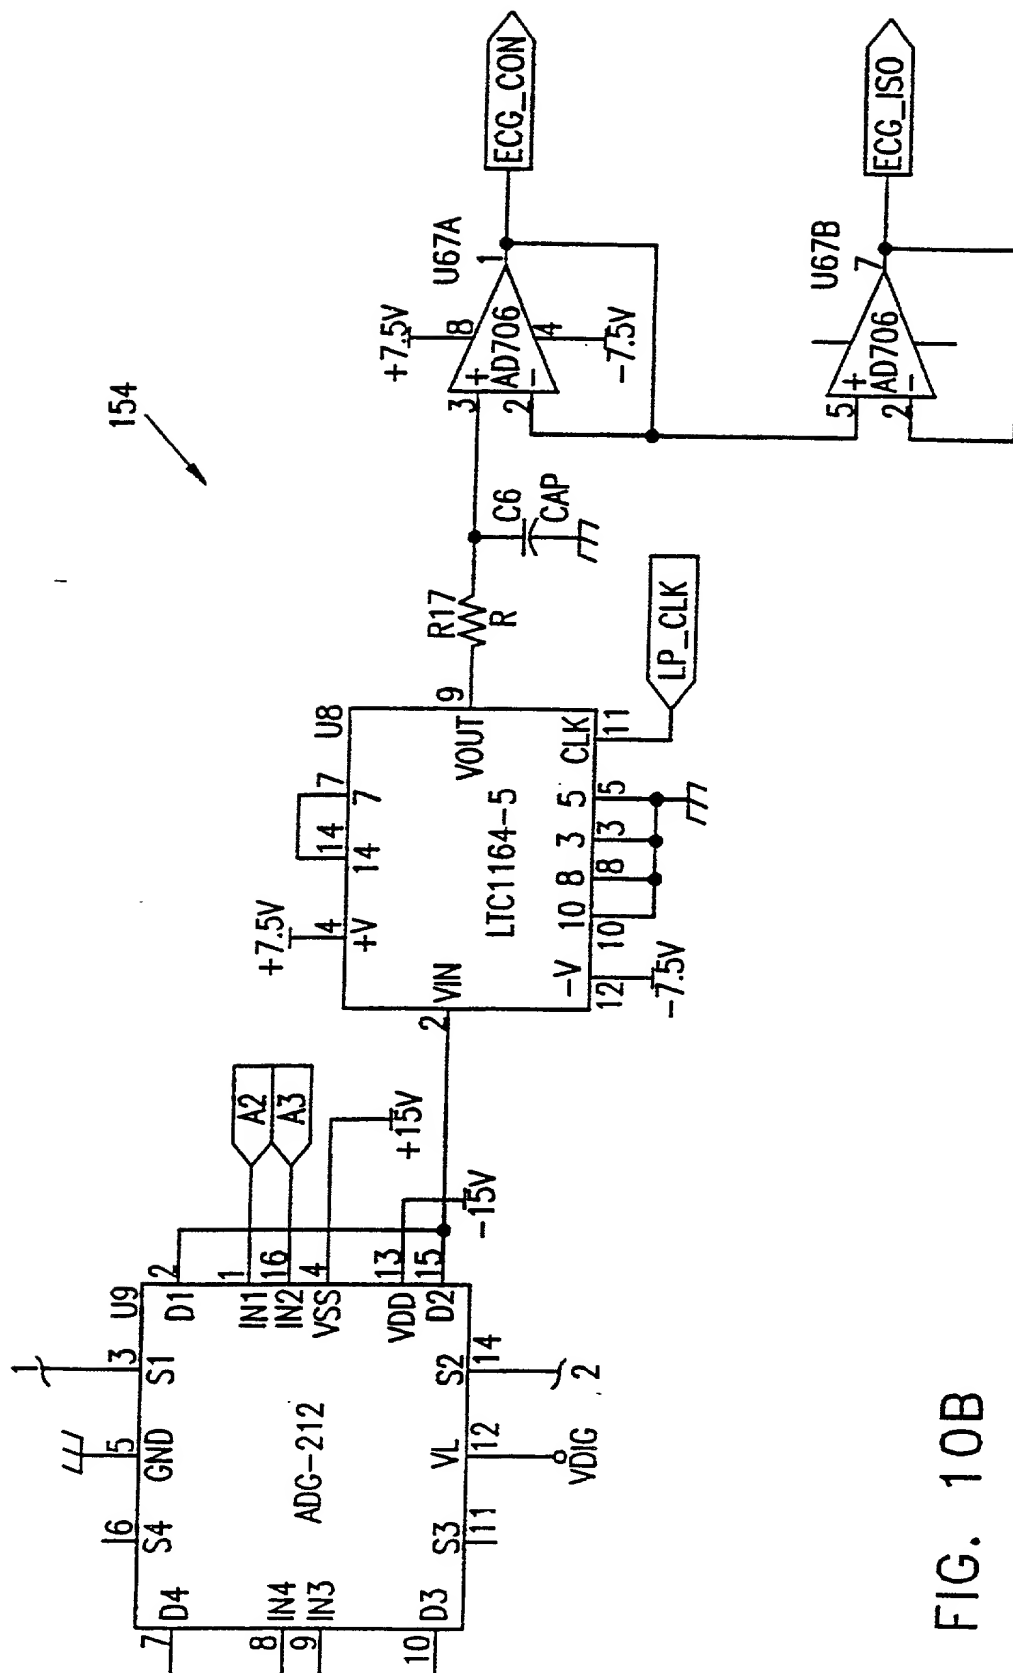 154
ECG_CON
ECG_ISO
U67A
1
+7.5V
8
3
+
AD706
4
-
2
-7.5V
U67B
7
5
+
AD706
-
2
C6
CAP
R17
R
LP_CLK
U8
9
VOUT
7
7
14
14
+7.5V
4
+V
LTC1164-5
CLK
11
5
5
3
3
8
8
10
10
-V
12
-7.5V
VIN
2
A2
A3
+15V
-15V
U9
2
D1
1
IN1
16
IN2
4
VSS
13
VDD
15
D2
1
3
S1
14
S2
2
5
GND
ADG-212
VL
12
VDIG
6
S4
S3
11
7
D4
8
IN4
9
IN3
10
D3
FIG. 10B